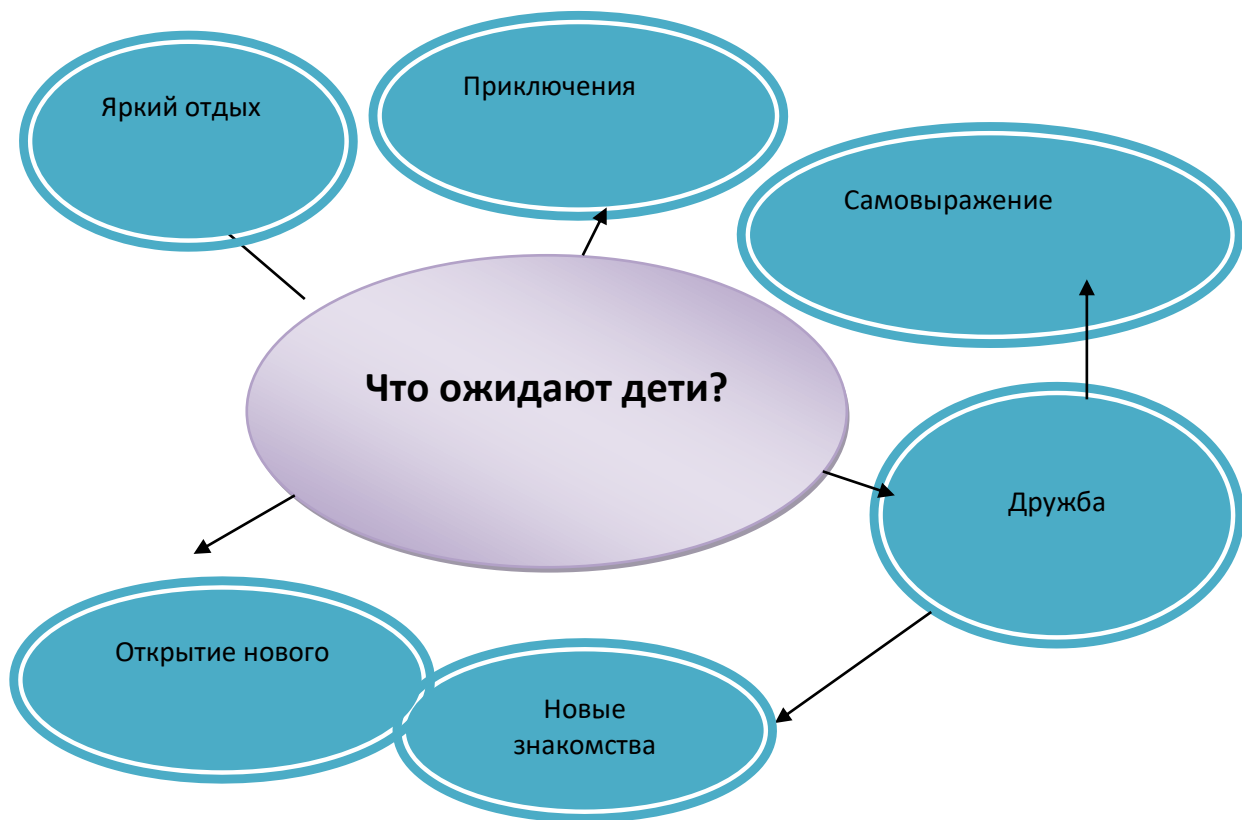 Яркий отдых
Приключения
Самовыражение
Что ожидают дети?
Дружба
Открытие нового
Новые
знакомства